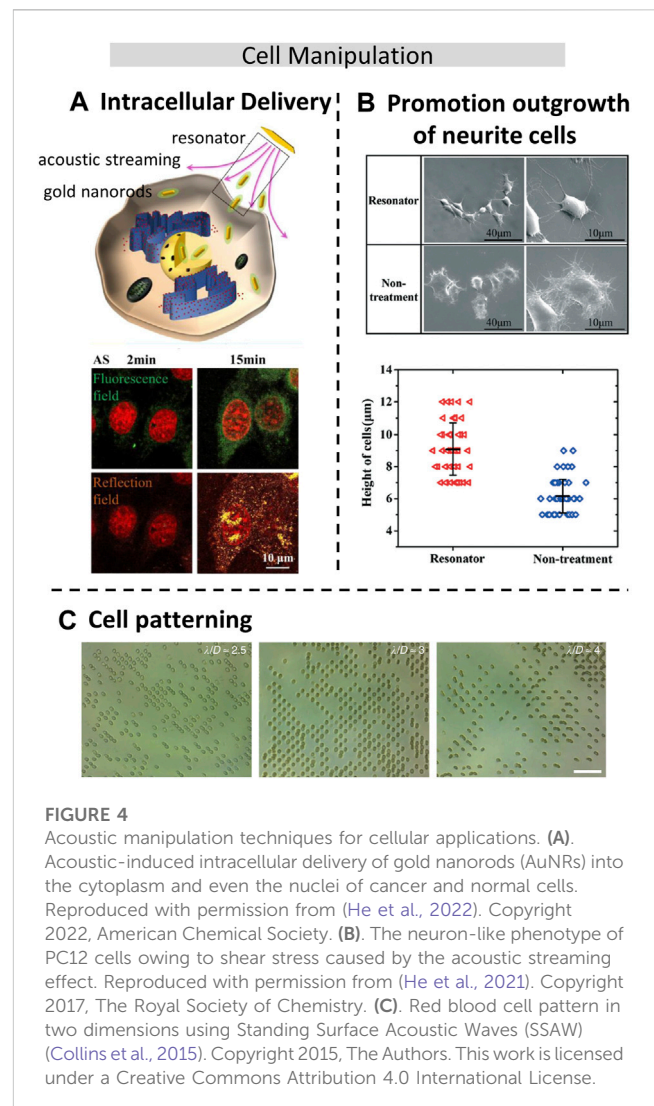 Cell Manipulation
A Intracellular Delivery
resonator
acoustic streaming
gold nanorods
AS 2min 15min
Fluorescence
field
Reflection
field
10 μm
B Promotion outgrowth
of neurite cells
Resonator
40μm
10μm
Non-
treatment
40μm
10μm
Height of cells(μm)
14
12
10
8
6
4
Resonator Non-treatment
C Cell patterning
λ/D = 2.5
λ/D = 3
λ/D = 4
FIGURE 4
Acoustic manipulation techniques for cellular applications. (A).
Acoustic-induced intracellular delivery of gold nanorods (AuNRs) into
the cytoplasm and even the nuclei of cancer and normal cells.
Reproduced with permission from (He et al., 2022). Copyright
2022, American Chemical Society. (B). The neuron-like phenotype of
PC12 cells owing to shear stress caused by the acoustic streaming
effect. Reproduced with permission from (He et al., 2021). Copyright
2017, The Royal Society of Chemistry. (C). Red blood cell pattern in
two dimensions using Standing Surface Acoustic Waves (SSAW)
(Collins et al., 2015). Copyright 2015, The Authors. This work is licensed
under a Creative Commons Attribution 4.0 International License.